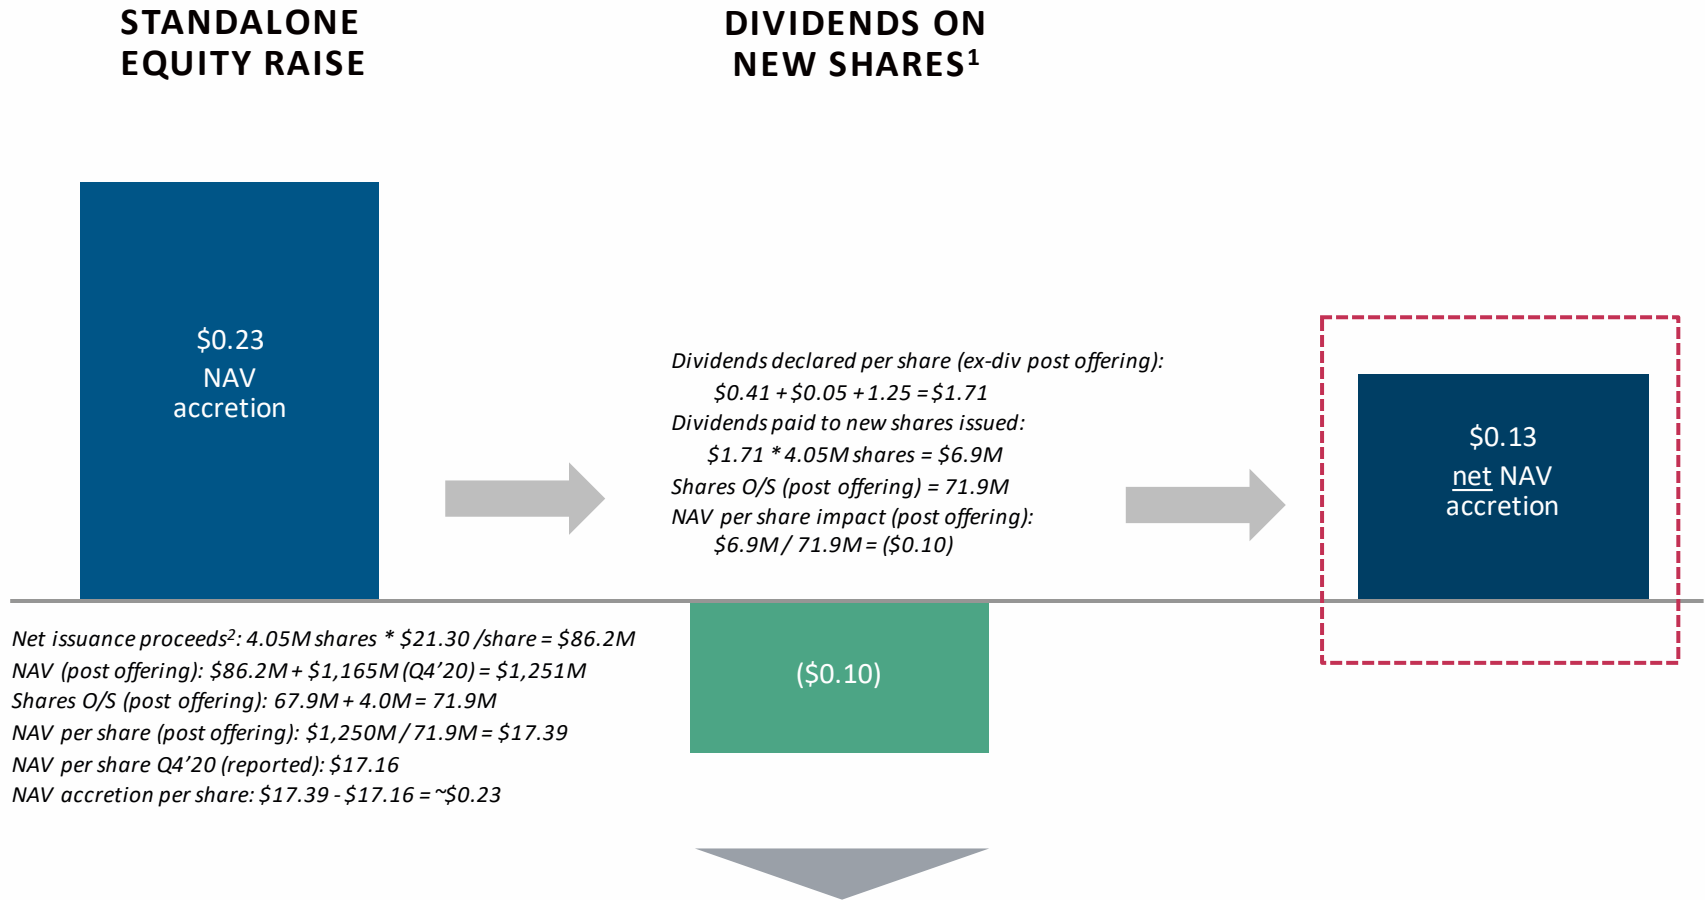 STANDALONE
EQUITY RAISE
DIVIDENDS ON
NEW SHARES¹
$0.23
NAV
accretion
Net issuance proceeds²: 4.05M shares * $21.30 /share = $86.2M
NAV (post offering): $86.2M + $1,165M (Q4’20) = $1,251M
Shares O/S (post offering): 67.9M + 4.0M = 71.9M
NAV per share (post offering): $1,250M / 71.9M = $17.39
NAV per share Q4’20 (reported): $17.16
NAV accretion per share: $17.39 - $17.16 = ~$0.23
Dividends declared per share (ex-div post offering):
$0.41 + $0.05 + 1.25 = $1.71
Dividends paid to new shares issued:
$1.71 * 4.05M shares = $6.9M
Shares O/S (post offering) = 71.9M
NAV per share impact (post offering):
$6.9M / 71.9M = ($0.10)
($0.10)
$0.13
net NAV
accretion